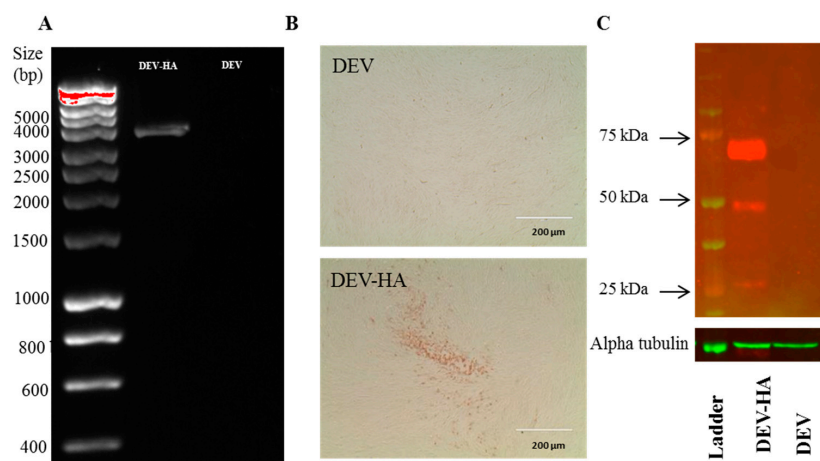 A
Size
(bp)
DEV-HA DEV
5000
4000
3000
2500
2000
1500
1000
800
600
400
B
DEV
200 µm
DEV-HA
200 µm
C
75 kDa
50 kDa
25 kDa
Alpha tubulin
Ladder
DEV-HA
DEV